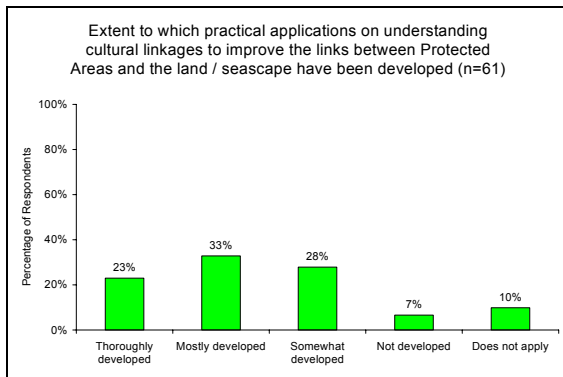 Extent to which practical applications on understanding
cultural linkages to improve the links between Protected
Areas and the land / seascape have been developed (n=61)
Percentage of Respondents
100%
80%
60%
40%
20%
0%
23%
33%
28%
7%
10%
Thoroughly
developed
Mostly developed
Somewhat
developed
Not developed
Does not apply